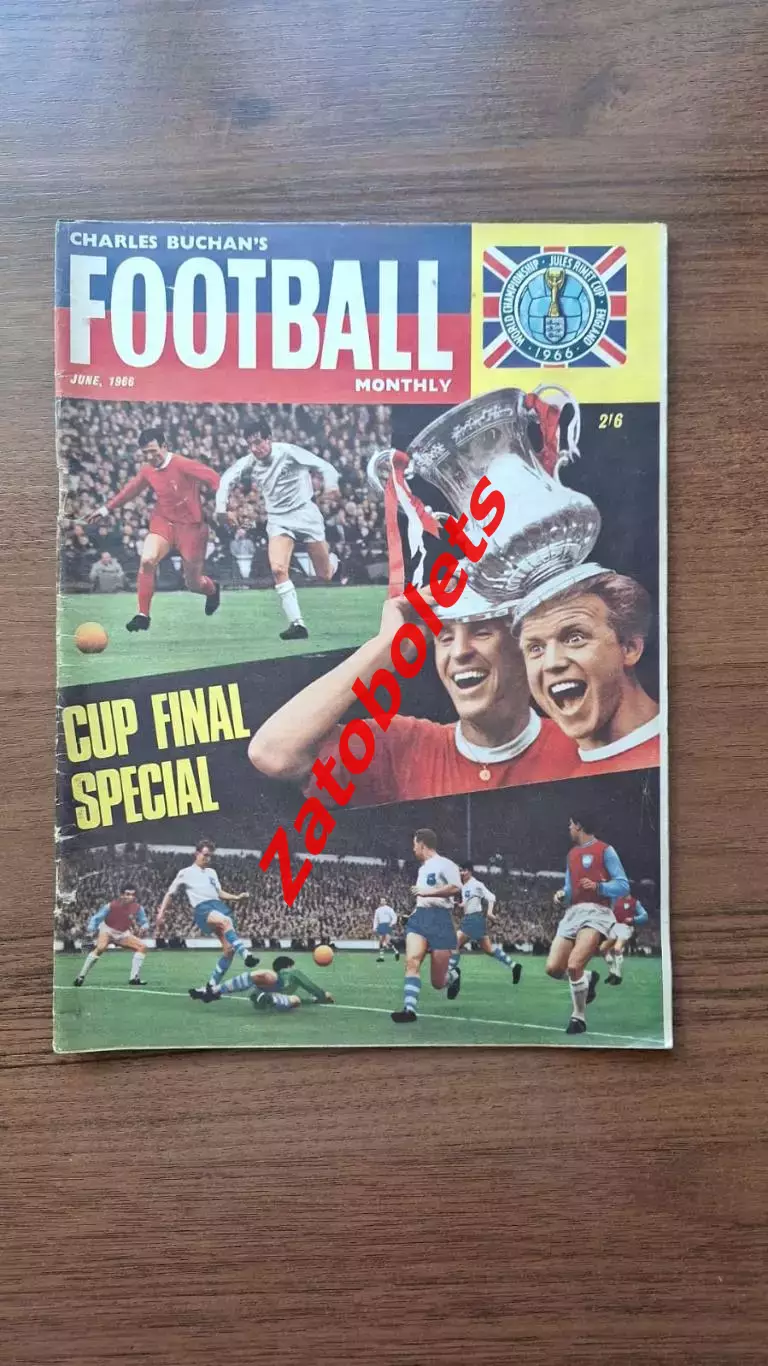 CHARLES BUCHAN'S
FOOTBALL
JUNE, 1966
MONTHLY
WORLD CHAMPIONSHIP · JULES RIMET CUP · ENGLAND
· 1966 ·
2'6
CUP FINAL
SPECIAL
Zatobolets